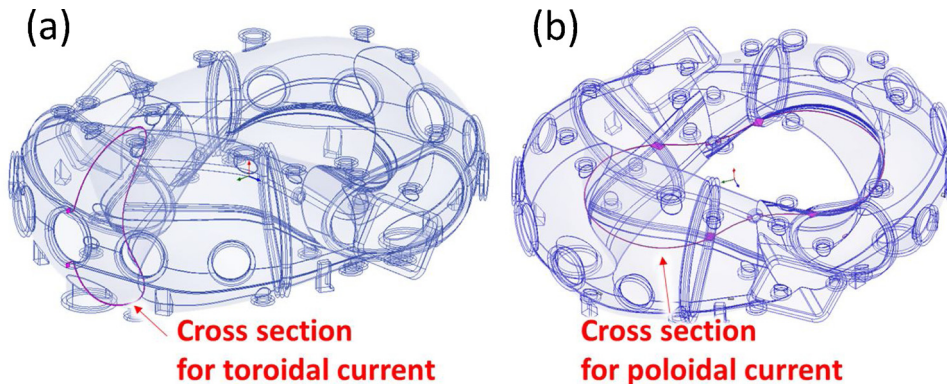 (a)
(b)
Cross section
for toroidal current
Cross section
for poloidal current